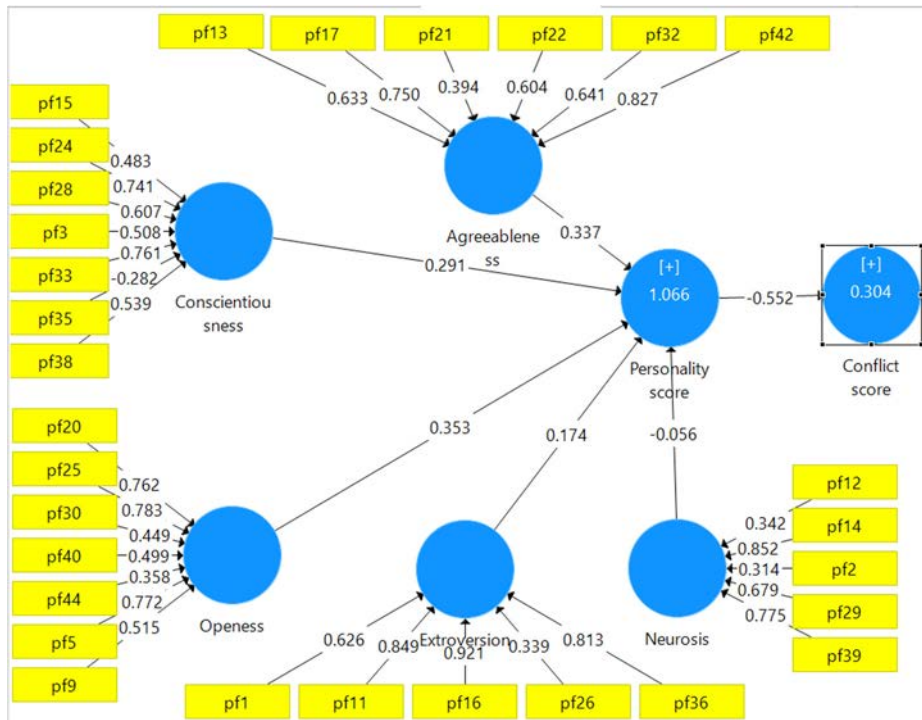 pf13
pf17
pf21
pf22
pf32
pf42
0.633
0.750
0.394
0.604
0.641
0.827
Agreeablene
ss
pf15
pf24
pf28
pf3
pf33
pf35
pf38
0.483
0.741
0.607
0.508
0.761
-0.282
0.539
Conscientiou
sness
0.337
0.291
[+]
1.066
Personality
score
-0.552
[+]
0.304
Conflict
score
pf20
pf25
pf30
pf40
pf44
pf5
pf9
0.762
0.783
0.449
0.499
0.358
0.772
0.515
Openess
0.353
0.174
-0.056
Extroversion
0.626
0.849
0.921
0.339
0.813
pf1
pf11
pf16
pf26
pf36
Neurosis
0.342
0.852
0.314
0.679
0.775
pf12
pf14
pf2
pf29
pf39